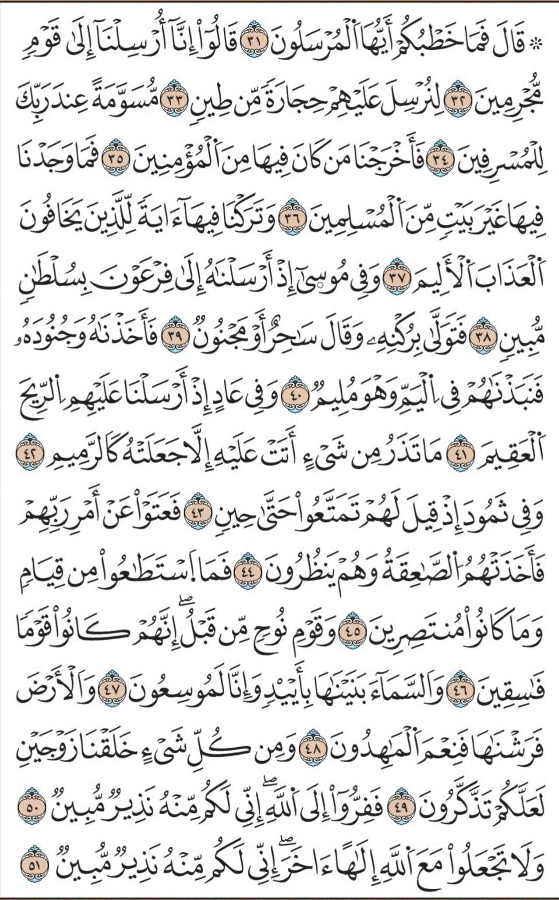 ۞ قَالَ فَمَا خَطْبُكُمْ أَيُّهَا ٱلْمُرْسَلُونَ ٣١ قَالُوٓا۟ إِنَّآ أُرْسِلْنَآ إِلَىٰ قَوْمٍ
مُّجْرِمِينَ ٣٢ لِنُرْسِلَ عَلَيْهِمْ حِجَارَةً مِّن طِينٍ ٣٣ مُّسَوَّمَةً عِندَ رَبِّكَ
لِلْمُسْرِفِينَ ٣٤ فَأَخْرَجْنَا مَن كَانَ فِيهَا مِنَ ٱلْمُؤْمِنِينَ ٣٥ فَمَا وَجَدْنَا
فِيهَا غَيْرَ بَيْتٍ مِّنَ ٱلْمُسْلِمِينَ ٣٦ وَتَرَكْنَا فِيهَآ ءَايَةً لِّلَّذِينَ يَخَافُونَ
ٱلْعَذَابَ ٱلْأَلِيمَ ٣٧ وَفِى مُوسَىٰٓ إِذْ أَرْسَلْنَٰهُ إِلَىٰ فِرْعَوْنَ بِسُلْطَٰنٍ
مُّبِينٍ ٣٨ فَتَوَلَّىٰ بِرُكْنِهِۦ وَقَالَ سَٰحِرٌ أَوْ مَجْنُونٌ ٣٩ فَأَخَذْنَٰهُ وَجُنُودَهُۥ
فَنَبَذْنَٰهُمْ فِى ٱلْيَمِّ وَهُوَ مُلِيمٌ ٤٠ وَفِى عَادٍ إِذْ أَرْسَلْنَا عَلَيْهِمُ ٱلرِّيحَ
ٱلْعَقِيمَ ٤١ مَا تَذَرُ مِن شَىْءٍ أَتَتْ عَلَيْهِ إِلَّا جَعَلَتْهُ كَٱلرَّمِيمِ ٤٢
وَفِى ثَمُودَ إِذْ قِيلَ لَهُمْ تَمَتَّعُوا۟ حَتَّىٰ حِينٍ ٤٣ فَعَتَوْا۟ عَنْ أَمْرِ رَبِّهِمْ
فَأَخَذَتْهُمُ ٱلصَّٰعِقَةُ وَهُمْ يَنظُرُونَ ٤٤ فَمَا ٱسْتَطَٰعُوا۟ مِن قِيَامٍ
وَمَا كَانُوا۟ مُنتَصِرِينَ ٤٥ وَقَوْمَ نُوحٍ مِّن قَبْلُ ۖ إِنَّهُمْ كَانُوا۟ قَوْمًا
فَٰسِقِينَ ٤٦ وَٱلسَّمَآءَ بَنَيْنَٰهَا بِأَيْي۟دٍ وَإِنَّا لَمُوسِعُونَ ٤٧ وَٱلْأَرْضَ
فَرَشْنَٰهَا فَنِعْمَ ٱلْمَٰهِدُونَ ٤٨ وَمِن كُلِّ شَىْءٍ خَلَقْنَا زَوْجَيْنِ
لَعَلَّكُمْ تَذَكَّرُونَ ٤٩ فَفِرُّوٓا۟ إِلَى ٱللَّهِ ۖ إِنِّى لَكُم مِّنْهُ نَذِيرٌ مُّبِينٌ ٥٠
وَلَا تَجْعَلُوا۟ مَعَ ٱللَّهِ إِلَٰهًا ءَاخَرَ ۖ إِنِّى لَكُم مِّنْهُ نَذِيرٌ مُّبِينٌ ٥١